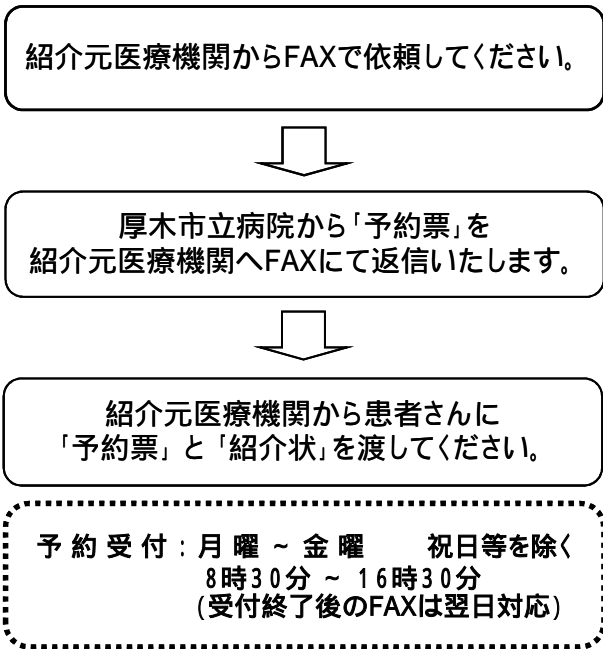 紹介元医療機関からFAXで依頼してください。
厚木市立病院から「予約票」を
紹介元医療機関へFAXにて返信いたします。
紹介元医療機関から患者さんに
「予約票」と「紹介状」を渡してください。
予約受付：月曜～金曜　祝日等を除く
8時30分～16時30分
(受付終了後のFAXは翌日対応)